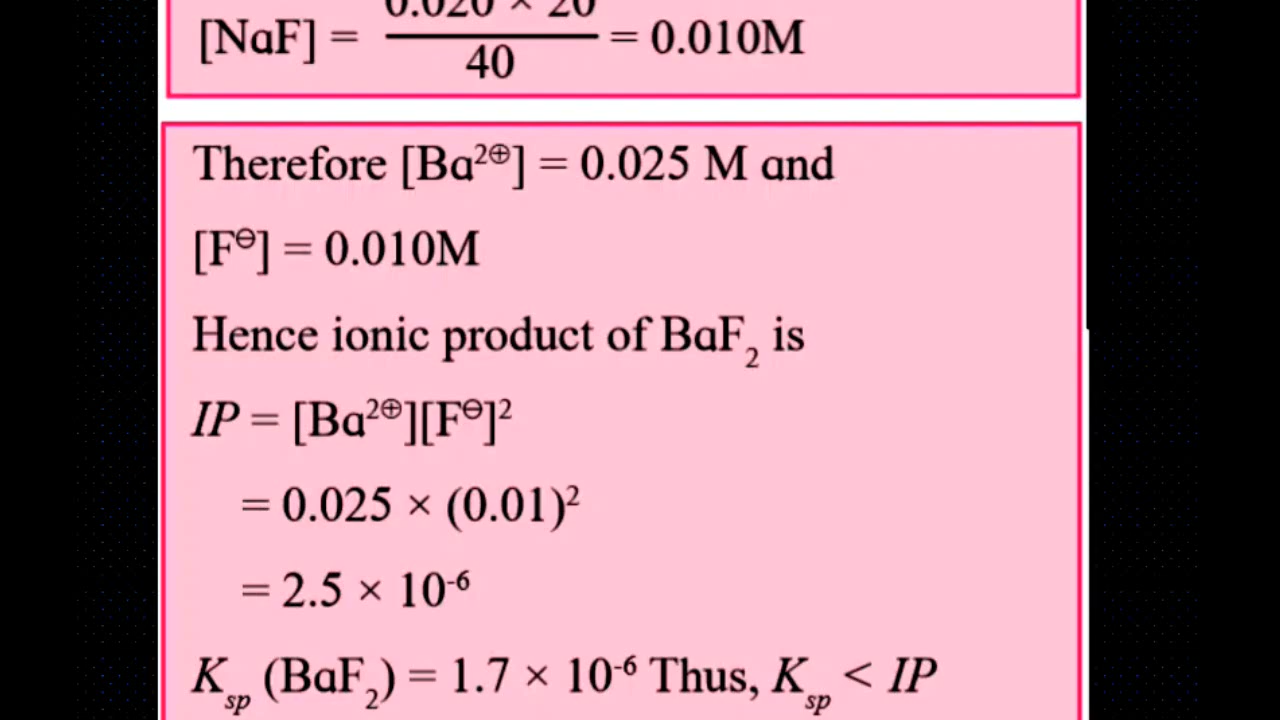 0.020 × 20
[NaF] = = 0.010M
40
Therefore [Ba²⊕] = 0.025 M and
[F⊖] = 0.010M
Hence ionic product of BaF₂ is
IP = [Ba²⊕][F⊖]²
= 0.025 × (0.01)²
= 2.5 × 10⁻⁶
Kₛₚ (BaF₂) = 1.7 × 10⁻⁶ Thus, Kₛₚ < IP